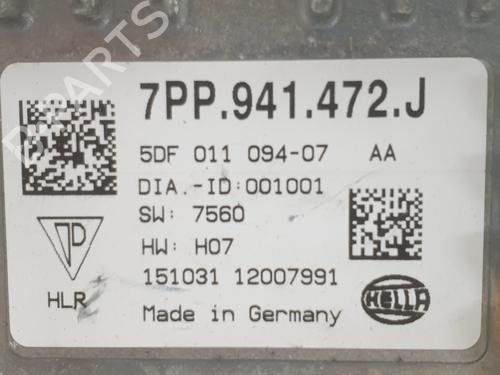 7PP.941.472.J
5DF 011 094-07 AA
DIA.-ID:001001
SW: 7560
HW: H07
151031 12007991
HLR
HELLA
Made in Germany